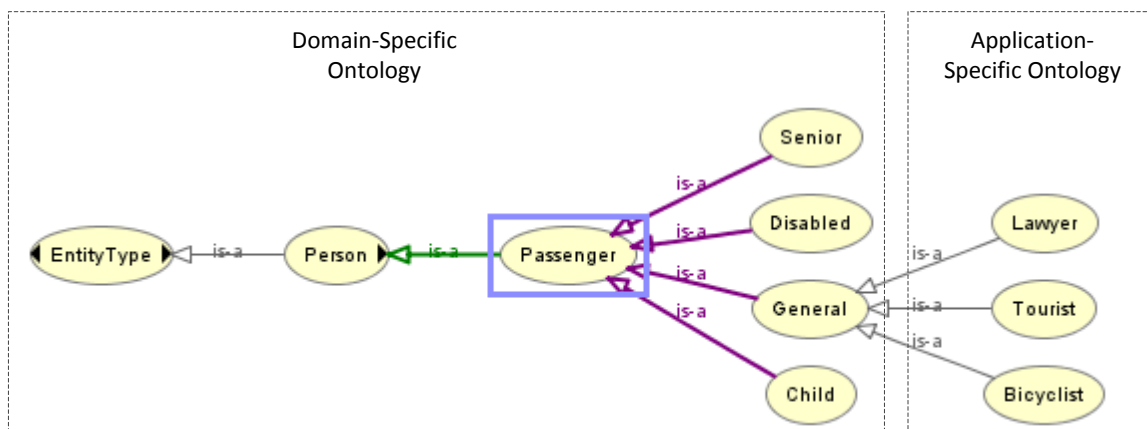 Domain-Specific
Ontology
Application-
Specific Ontology
Senior
is-a
Disabled
Lawyer
is-a
EntityType
is-a
Person
is-a
Passenger
is-a
General
is-a
Tourist
is-a
is-a
Child
is-a
Bicyclist